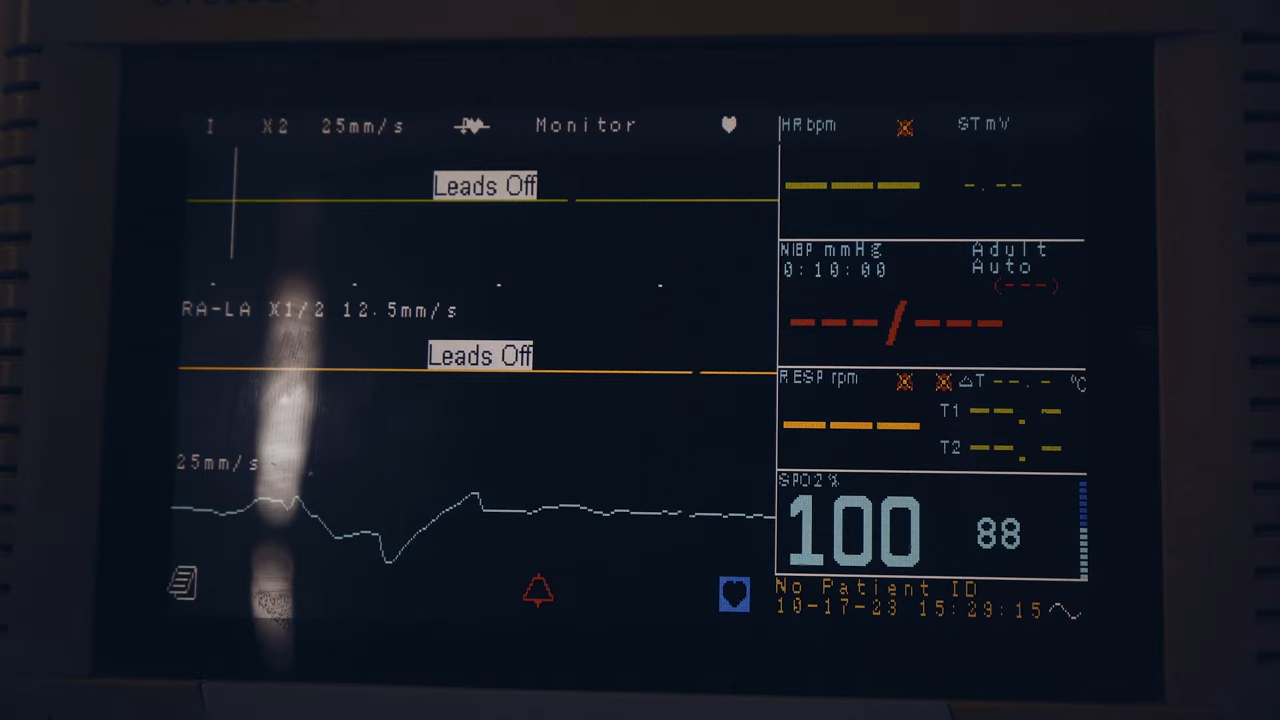 I X2 25mm/s Monitor
Leads Off
RA-LA X1/2 12.5mm/s
Leads Off
25mm/s
HR bpm ST mV
--- -.--
NIBP mmHg Adult
0:10:00 Auto
(---)
---/---
RESP rpm ΔT --.- °C
--- T1 --.-
T2 --.-
SPO2 %
100 88
No Patient ID
10-17-23 15:29:15